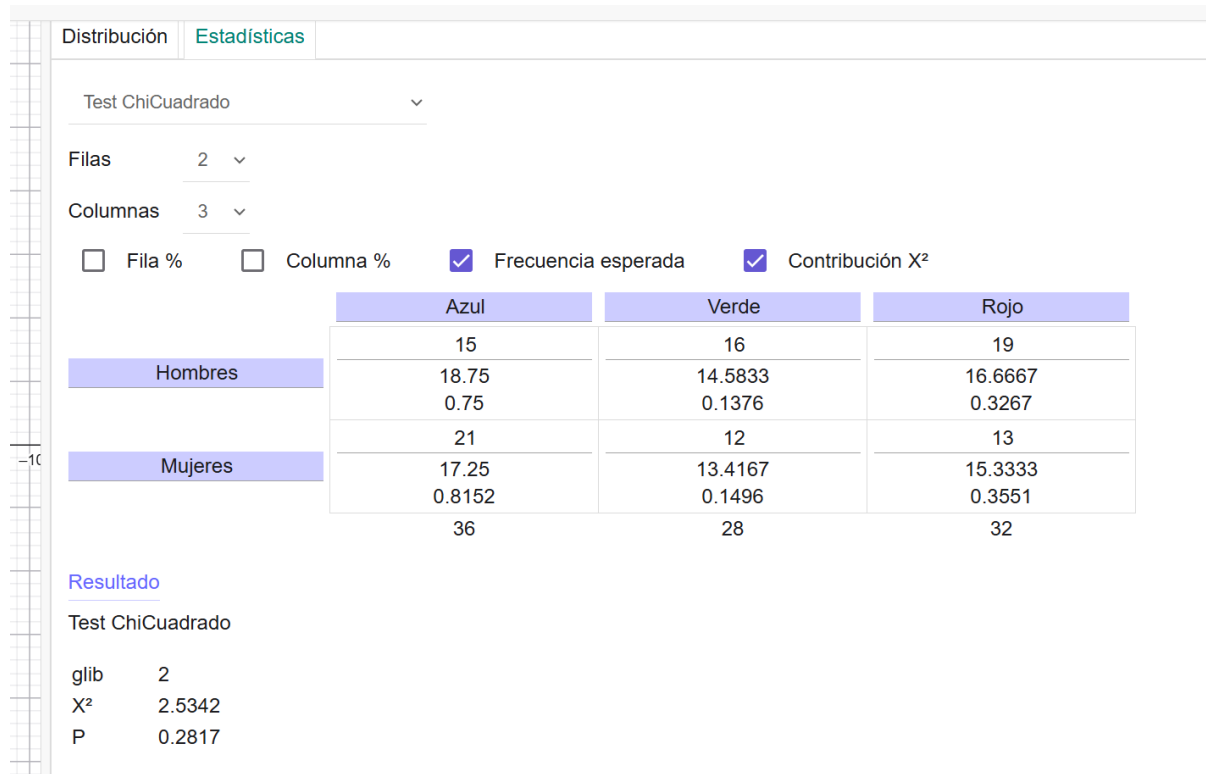 Distribución Estadísticas
Test ChiCuadrado
Filas 2
Columnas 3
Fila % Columna % Frecuencia esperada Contribución X²
Azul Verde Rojo
15 16 19
Hombres 18.75 14.5833 16.6667
0.75 0.1376 0.3267
21 12 13
Mujeres 17.25 13.4167 15.3333
0.8152 0.1496 0.3551
36 28 32
Resultado
Test ChiCuadrado
glib 2
X² 2.5342
P 0.2817